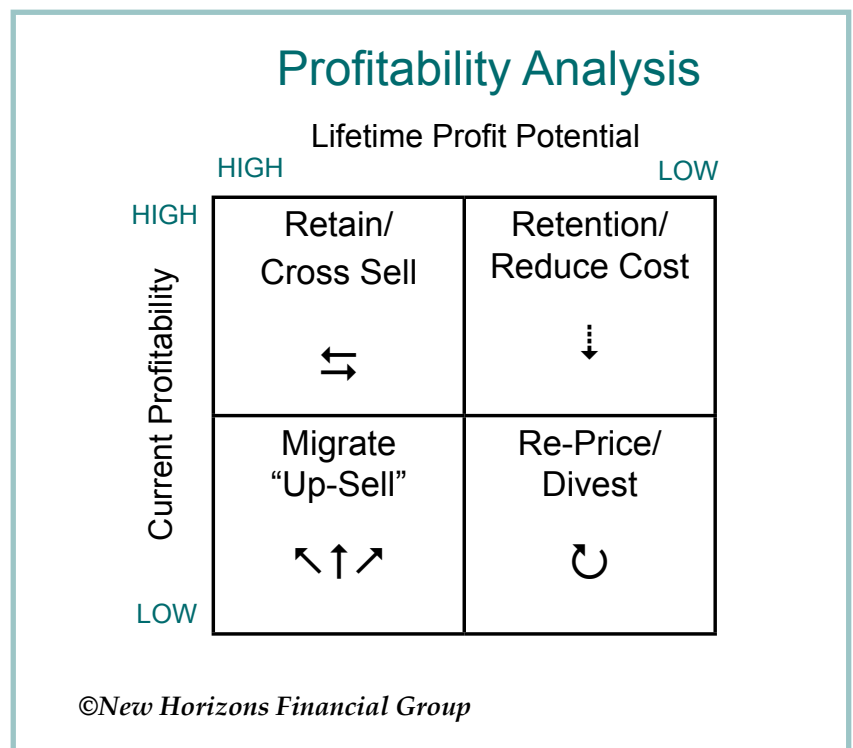 Profitability Analysis
Lifetime Profit Potential
HIGH
LOW
HIGH
Current Profitability
LOW
Retain/
Cross Sell
Retention/
Reduce Cost
Migrate
“Up-Sell”
Re-Price/
Divest
©New Horizons Financial Group